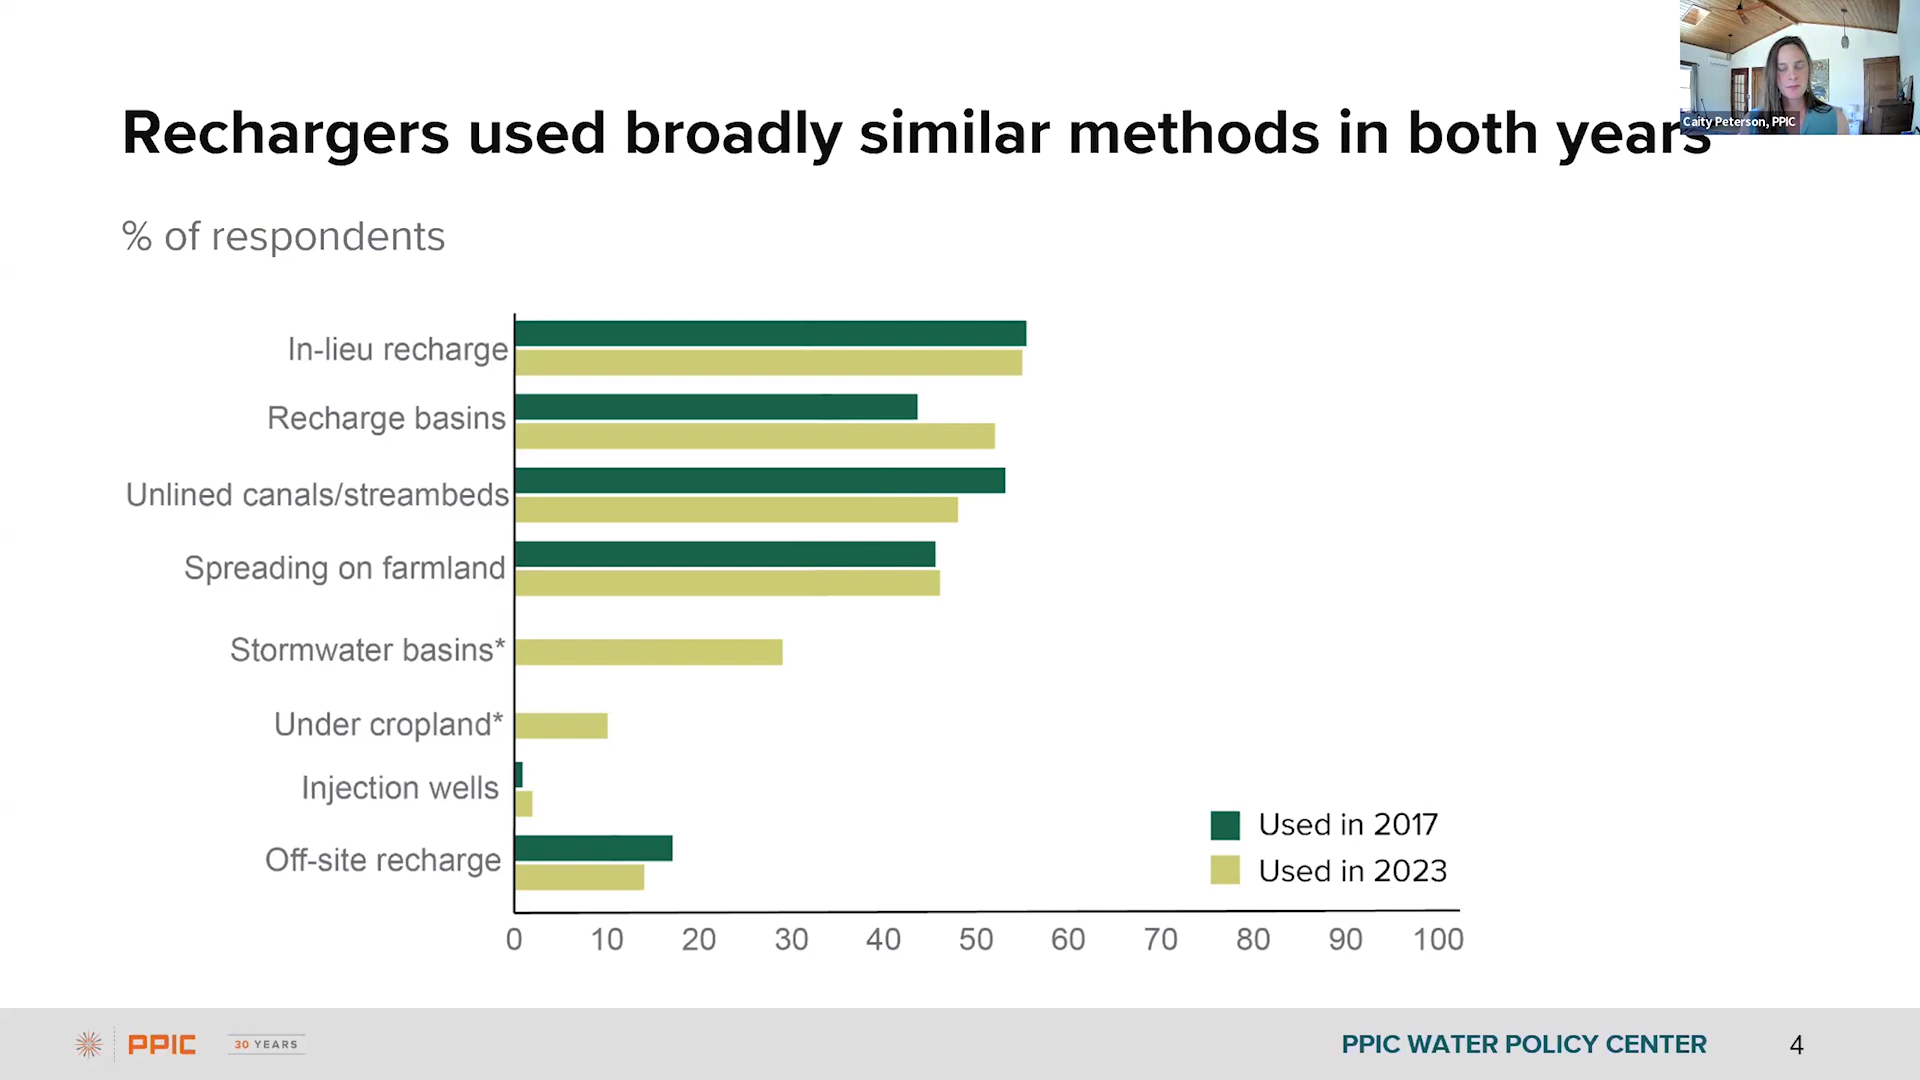 Caity Peterson, PPIC
Rechargers used broadly similar methods in both years
% of respondents
In-lieu recharge
Recharge basins
Unlined canals/streambeds
Spreading on farmland
Stormwater basins*
Under cropland*
Injection wells
Off-site recharge
Used in 2017
Used in 2023
0 10 20 30 40 50 60 70 80 90 100
PPIC 30 YEARS PPIC WATER POLICY CENTER 4